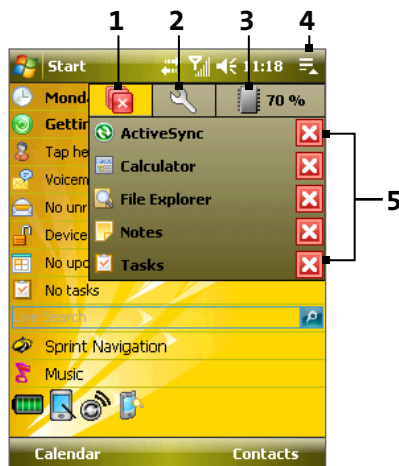 1 2 3 4
Start 11:18
Mond
70 %
Gettin
ActiveSync
Tap he
Calculator
Voicem
File Explorer
No unr
5
Notes
Device
Tasks
No upc
No tasks
Live Search
Sprint Navigation
Music
Calendar Contacts